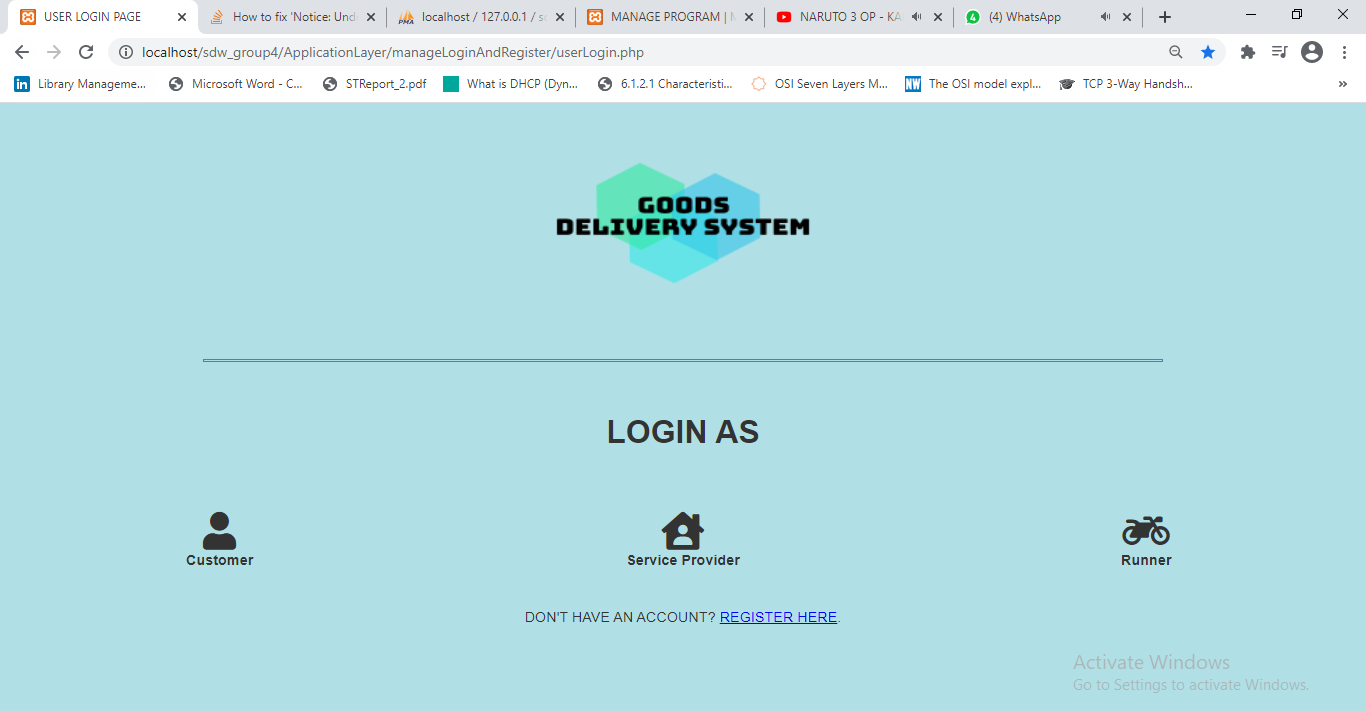 USER LOGIN PAGE
How to fix 'Notice: Und
localhost / 127.0.0.1 / s
MANAGE PROGRAM |
NARUTO 3 OP - KA
(4) WhatsApp
localhost/sdw_group4/ApplicationLayer/manageLoginAndRegister/userLogin.php
Library Manageme...
Microsoft Word - C...
STReport_2.pdf
What is DHCP (Dyn...
6.1.2.1 Characteristi...
OSI Seven Layers M...
The OSI model expl...
TCP 3-Way Handsh...
GOODS
DELIVERY SYSTEM
LOGIN AS
Customer
Service Provider
Runner
DON'T HAVE AN ACCOUNT? REGISTER HERE.
Activate Windows
Go to Settings to activate Windows.